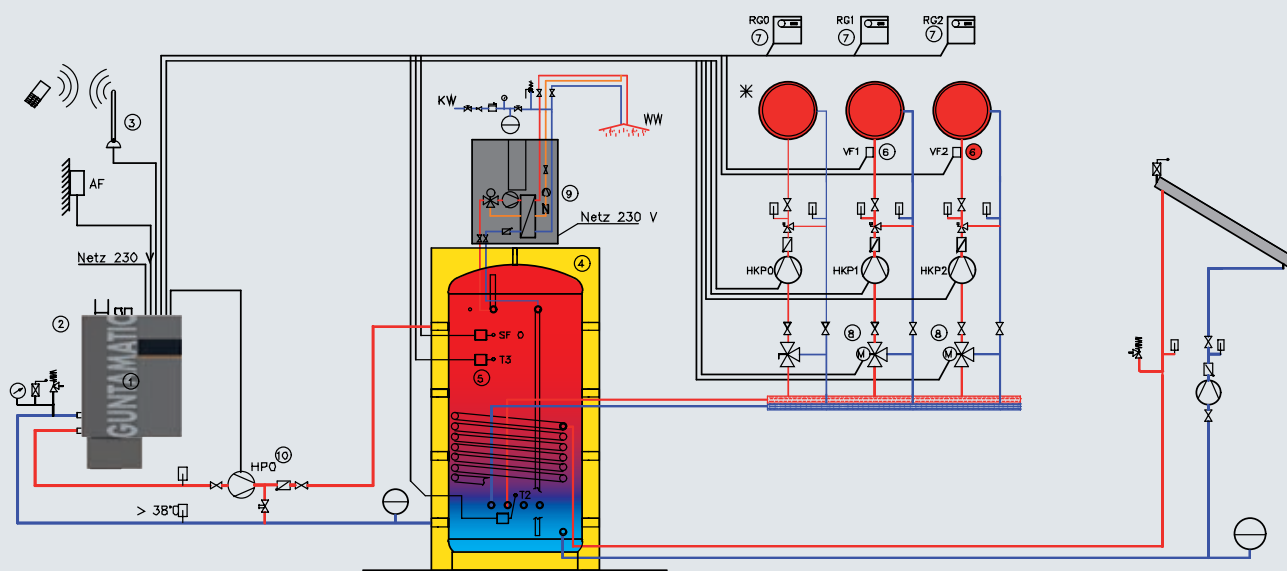 RG0
RG1
RG2
7
7
7
3
KW
WW
VF1
6
VF2
6
AF
9
N
Netz 230 V
Netz 230 V
4
HKP0
HKP1
HKP2
2
SF 0
T3
5
8
8
M
M
1
GUNTAMATIC
HP0
10
T2
> 38°C